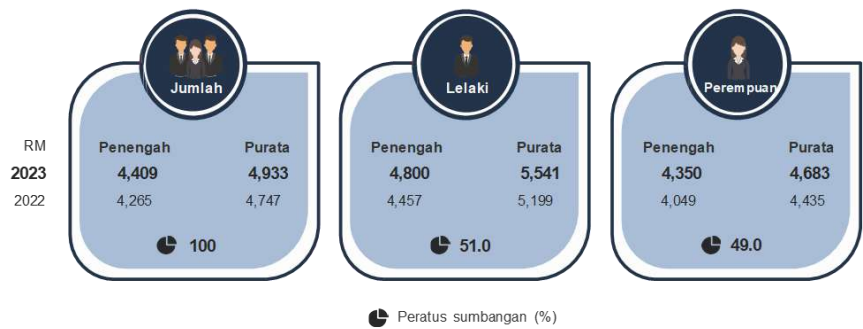 Jumlah
Lelaki
Perempuan
RM
Penengah Purata
Penengah Purata
Penengah Purata
2023
4,409 4,933
4,800 5,541
4,350 4,683
2022
4,265 4,747
4,457 5,199
4,049 4,435
100
51.0
49.0
Peratus sumbangan (%)